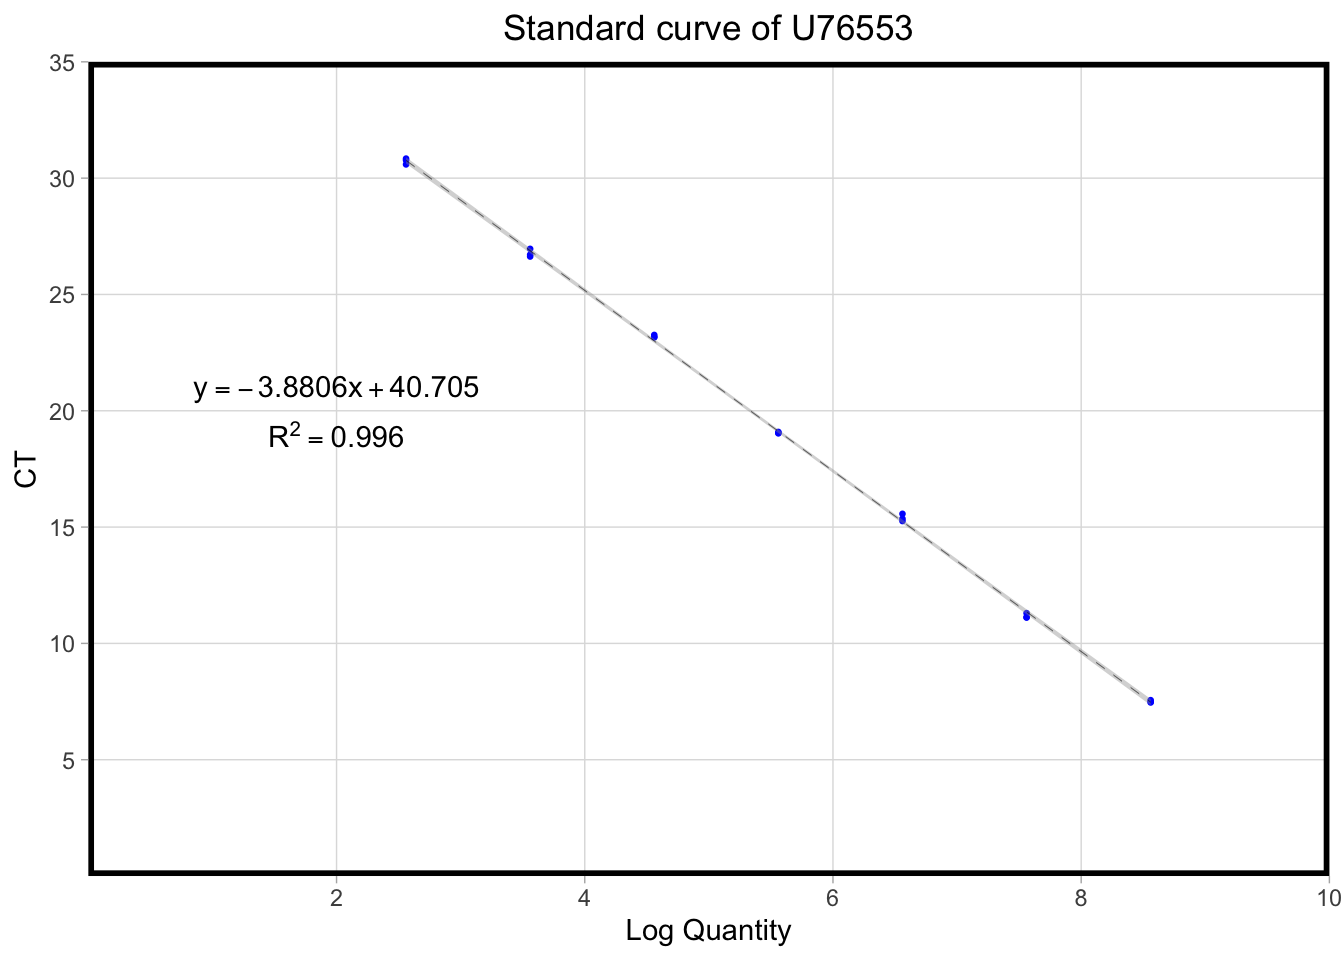 Standard curve of U76553
35
30
25
20
15
10
5
CT
y = − 3.8806x + 40.705
R² = 0.996
2 4 6 8 10
Log Quantity